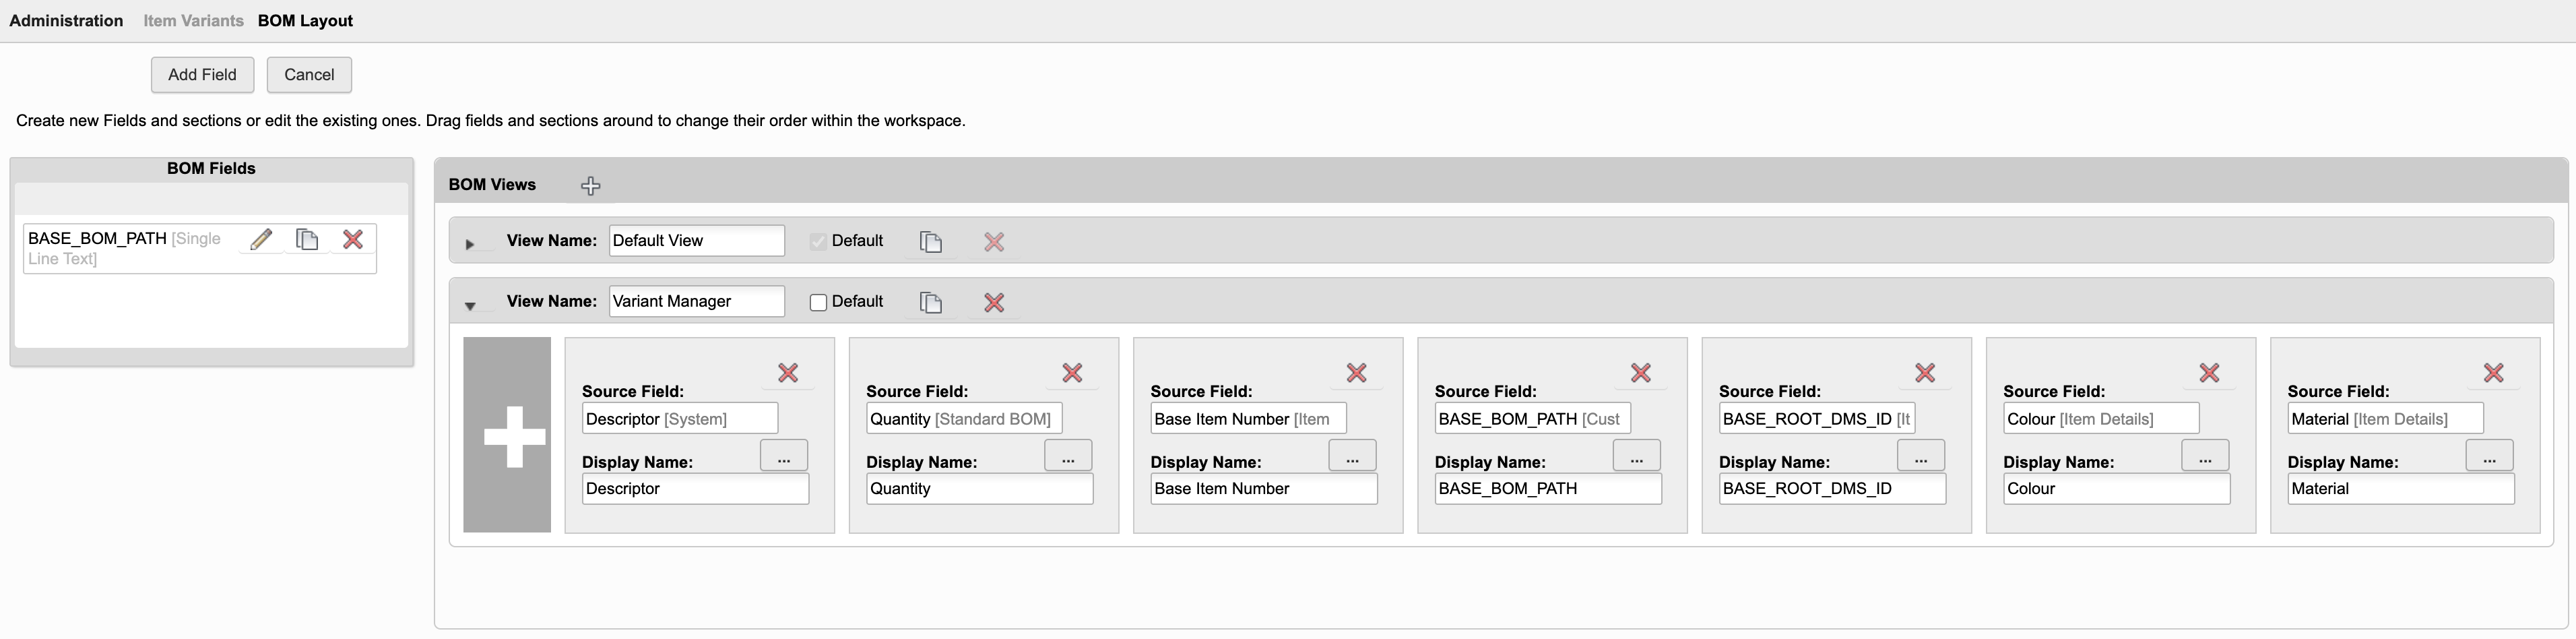 Administration Item Variants BOM Layout
Add Field Cancel
Create new Fields and sections or edit the existing ones. Drag fields and sections around to change their order within the workspace.
BOM Fields
BASE_BOM_PATH [Single
Line Text]
BOM Views
View Name: Default View Default
View Name: Variant Manager Default
Source Field: Source Field: Source Field: Source Field: Source Field: Source Field: Source Field:
Descriptor [System] Quantity [Standard BOM] Base Item Number [Item BASE_BOM_PATH [Cust BASE_ROOT_DMS_ID [It Colour [Item Details] Material [Item Details]
Display Name: ... Display Name: ... Display Name: ... Display Name: ... Display Name: ... Display Name: ... Display Name: ...
Descriptor Quantity Base Item Number BASE_BOM_PATH BASE_ROOT_DMS_ID Colour Material